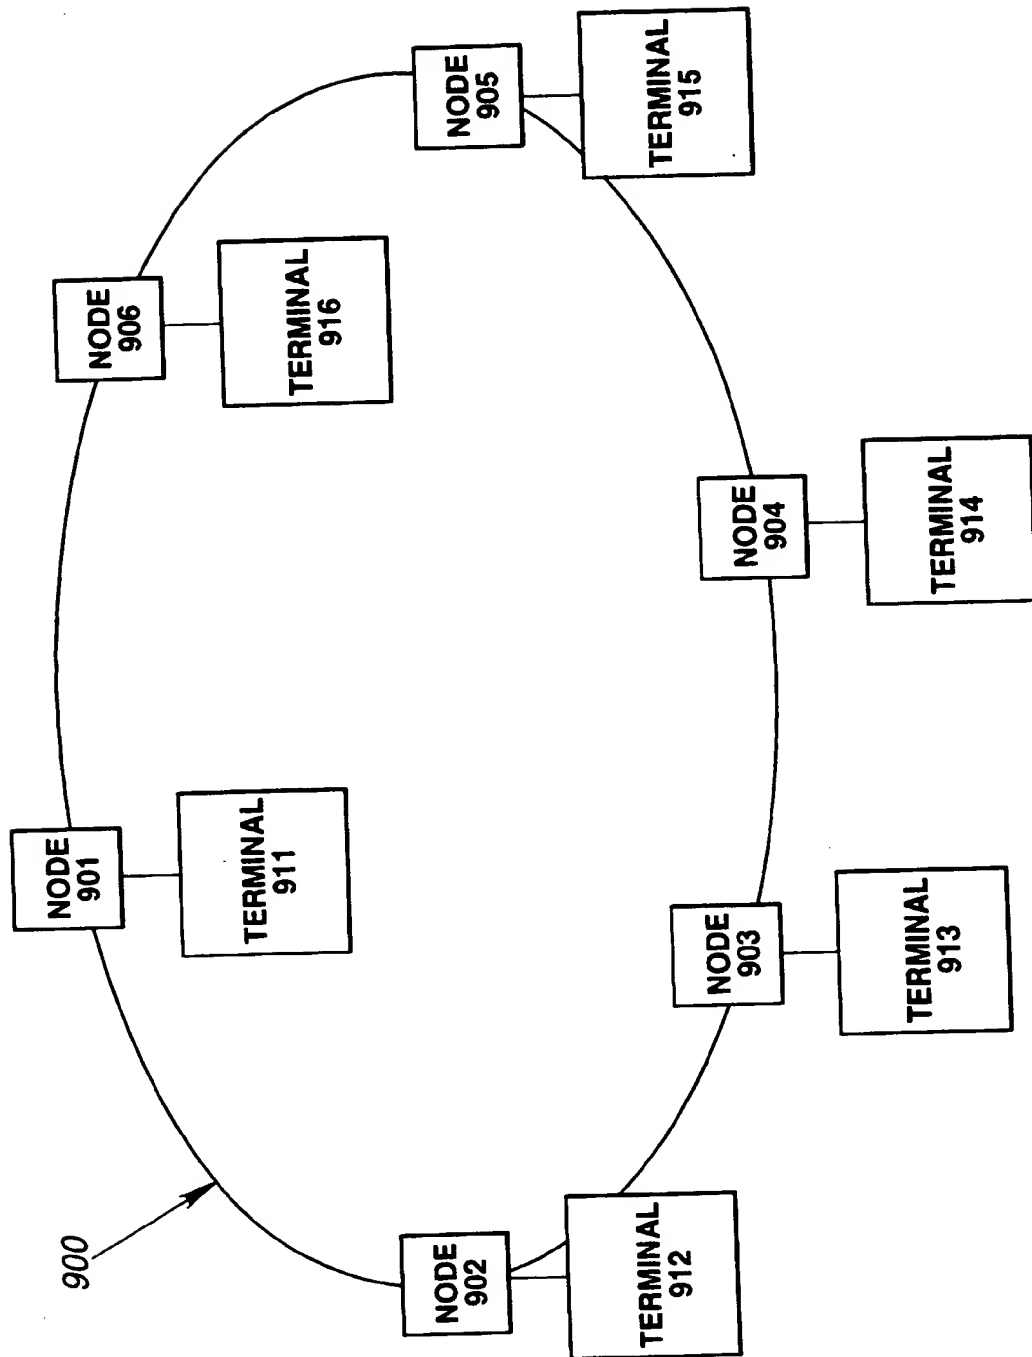 900
NODE
901
NODE
906
TERMINAL
911
TERMINAL
916
NODE
902
NODE
905
TERMINAL
912
TERMINAL
915
NODE
903
NODE
904
TERMINAL
913
TERMINAL
914